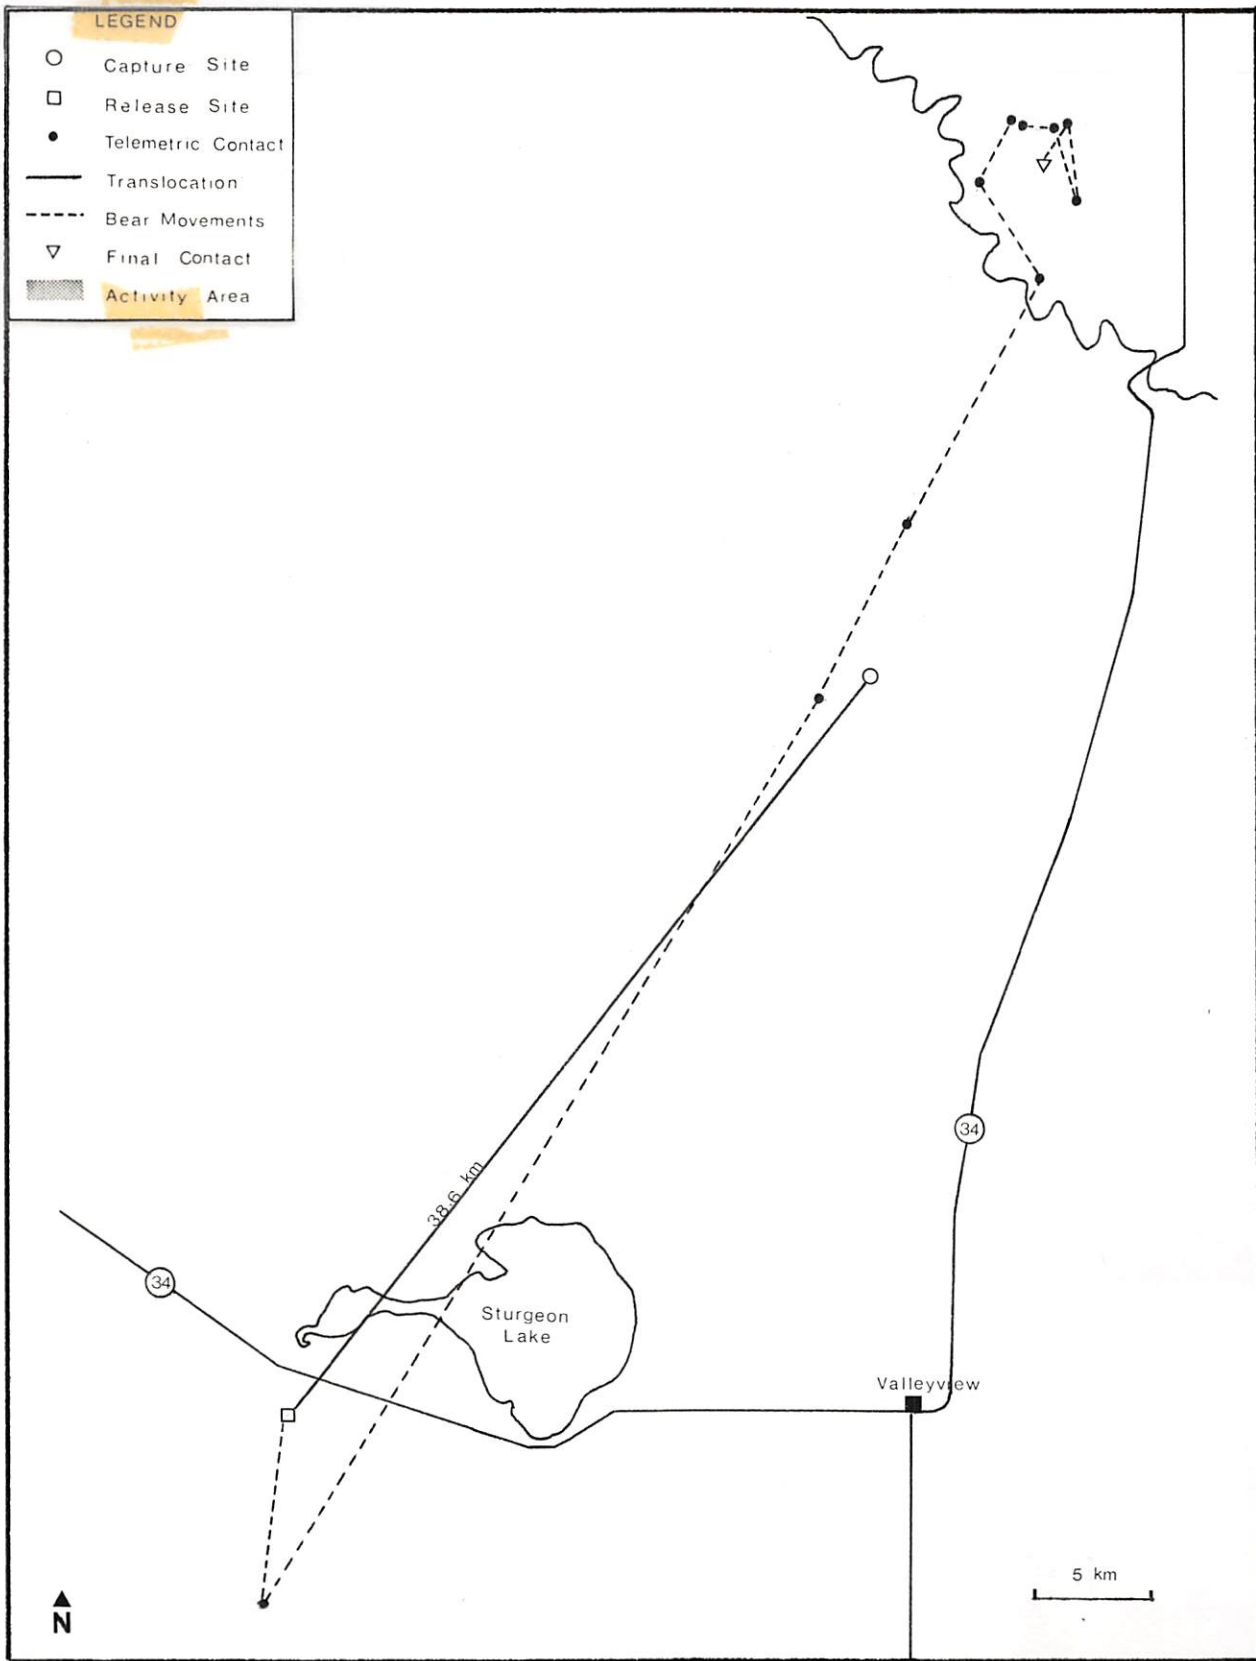 LEGEND
Capture Site
Release Site
Telemetric Contact
Translocation
Bear Movements
Final Contact
Activity Area
38.6 km
34
34
Sturgeon
Lake
Valleyview
5 km
N